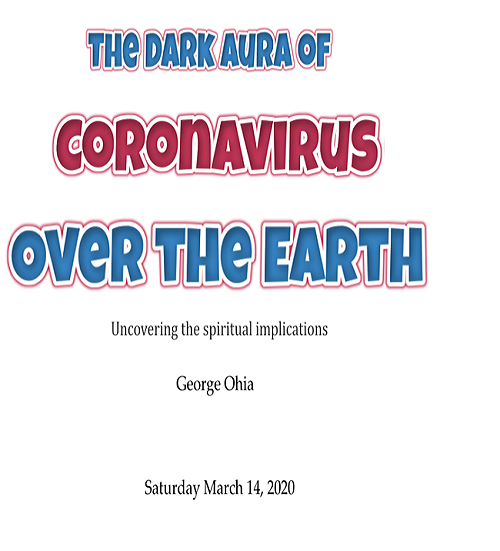 THE DARK AURA OF
CORONAVIRUS
OVER THE EARTH
Uncovering the spiritual implications
George Ohia
Saturday March 14, 2020